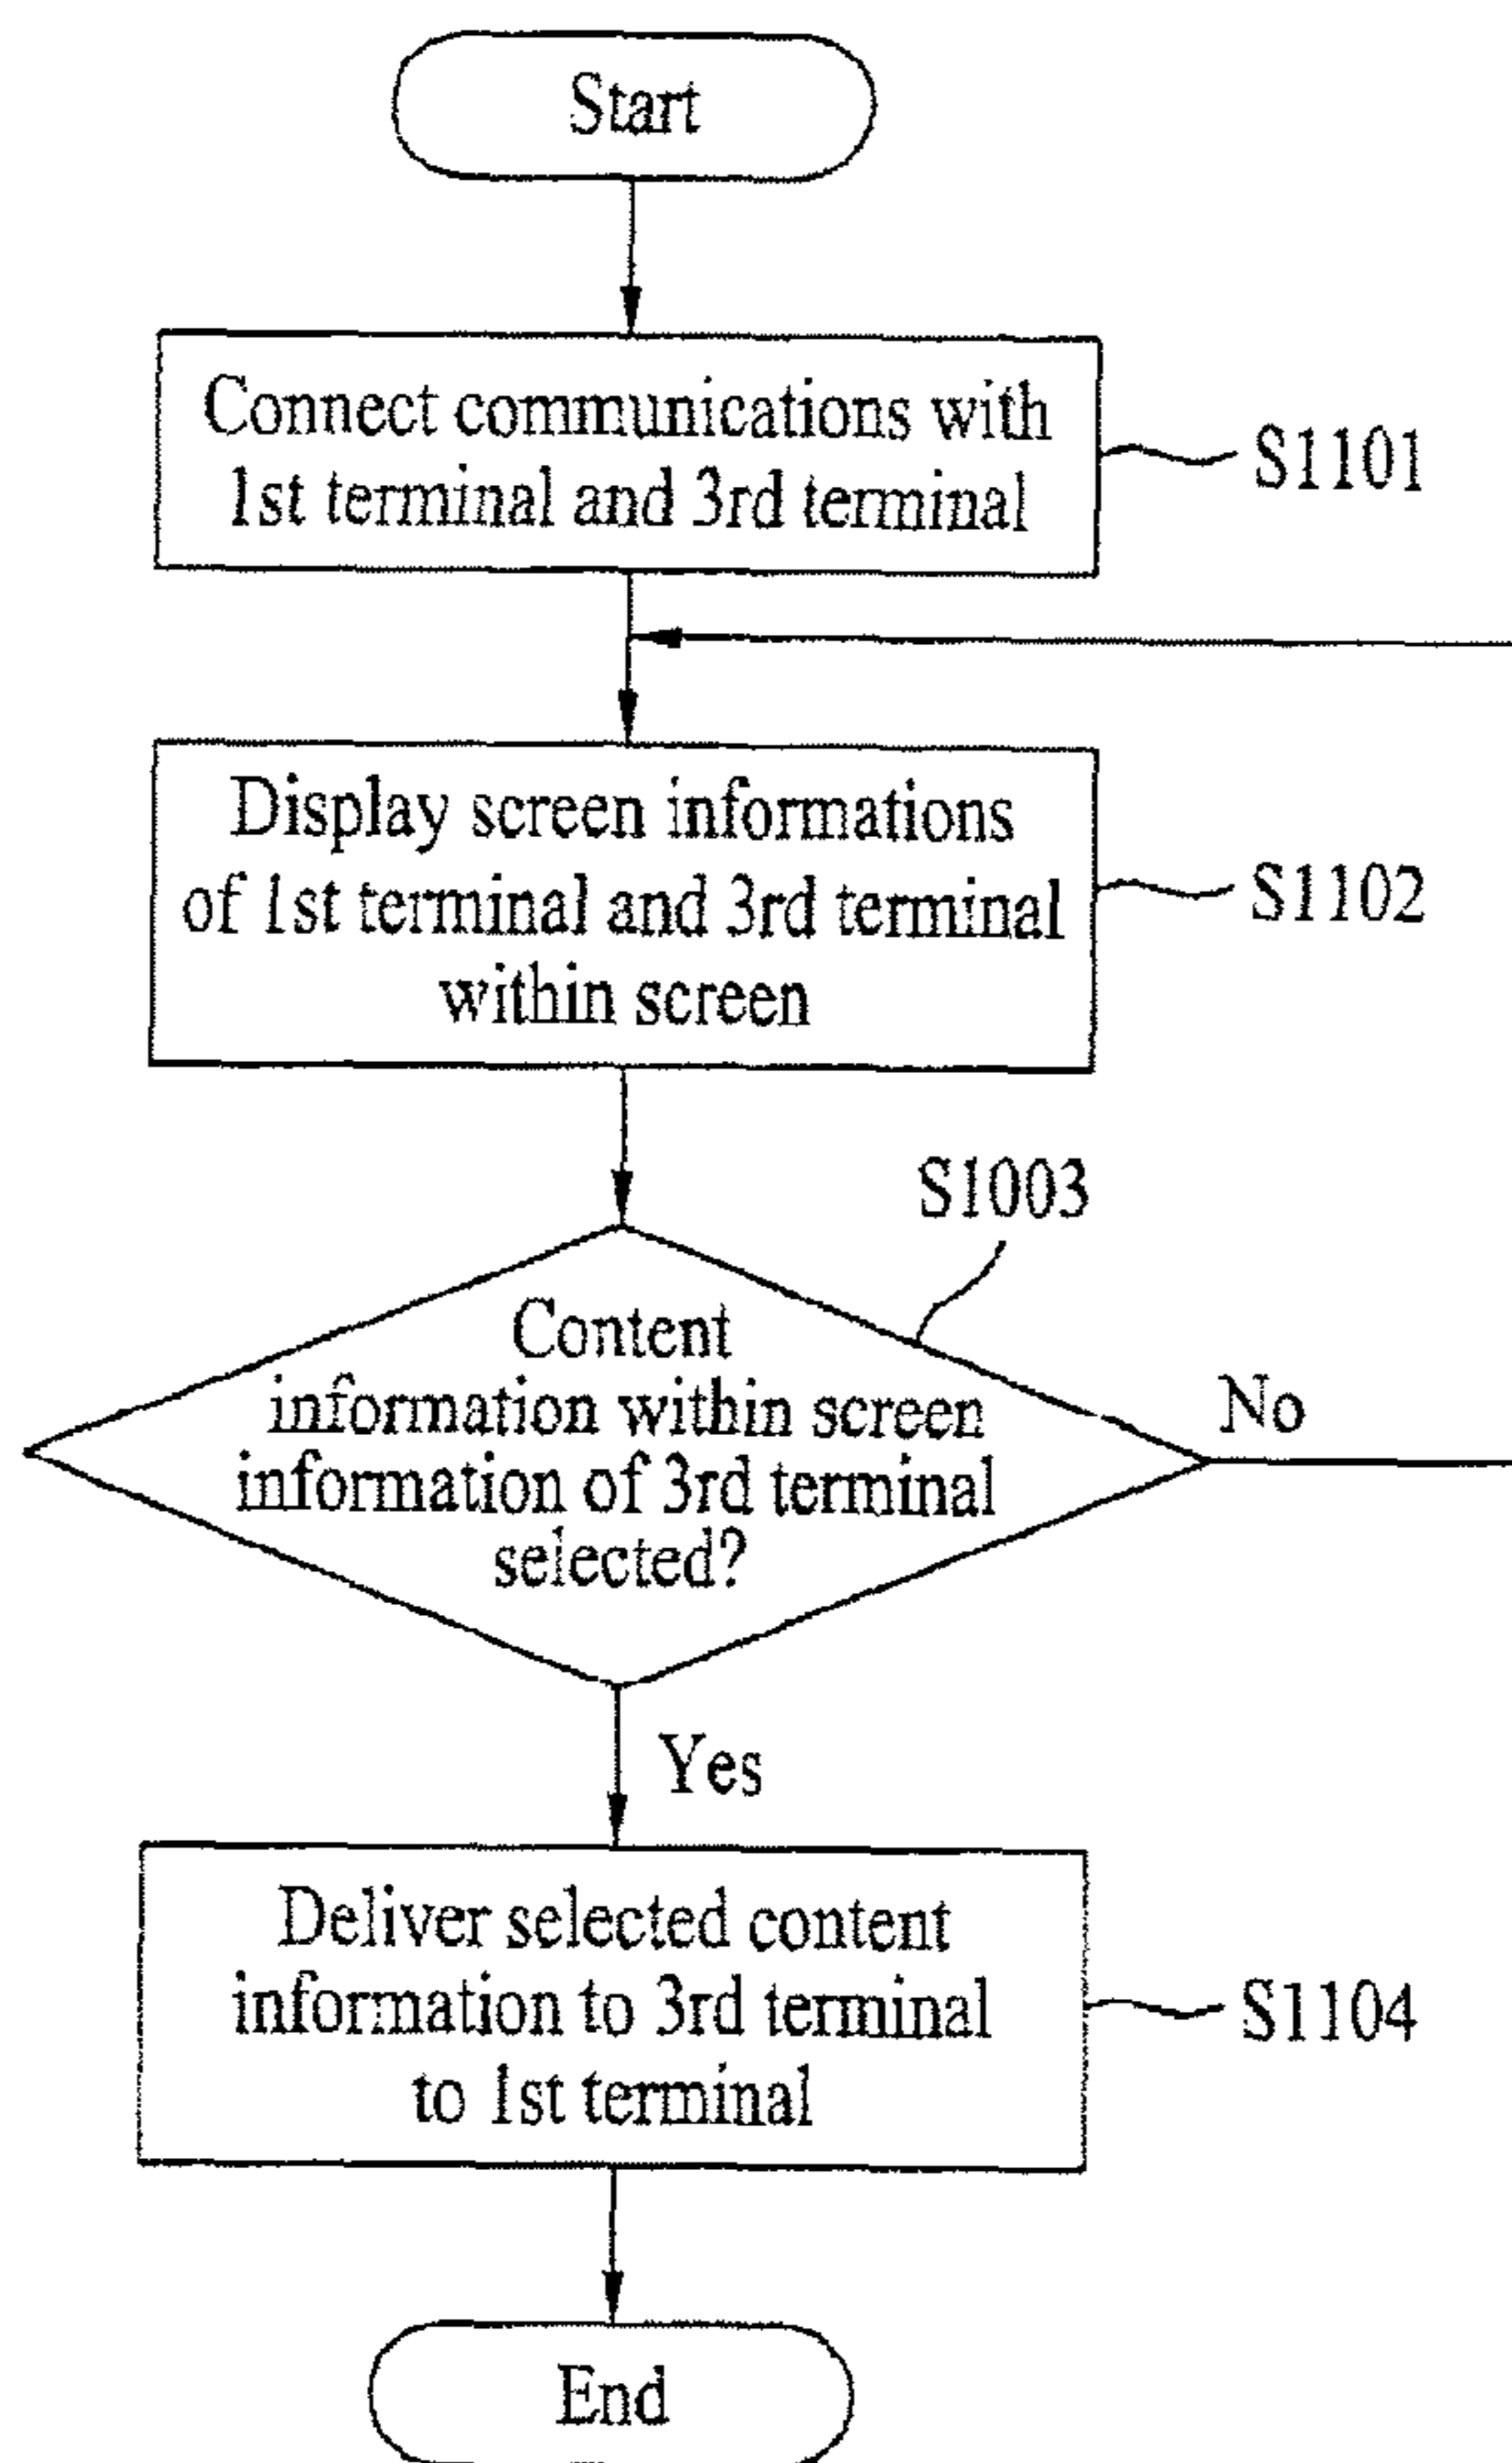 Start
Connect communications with
1st terminal and 3rd terminal
S1101
Display screen informations
of 1st terminal and 3rd terminal
within screen
S1102
S1003
Content
information within screen
information of 3rd terminal
selected?
No
Yes
Deliver selected content
information to 3rd terminal
to 1st terminal
S1104
End